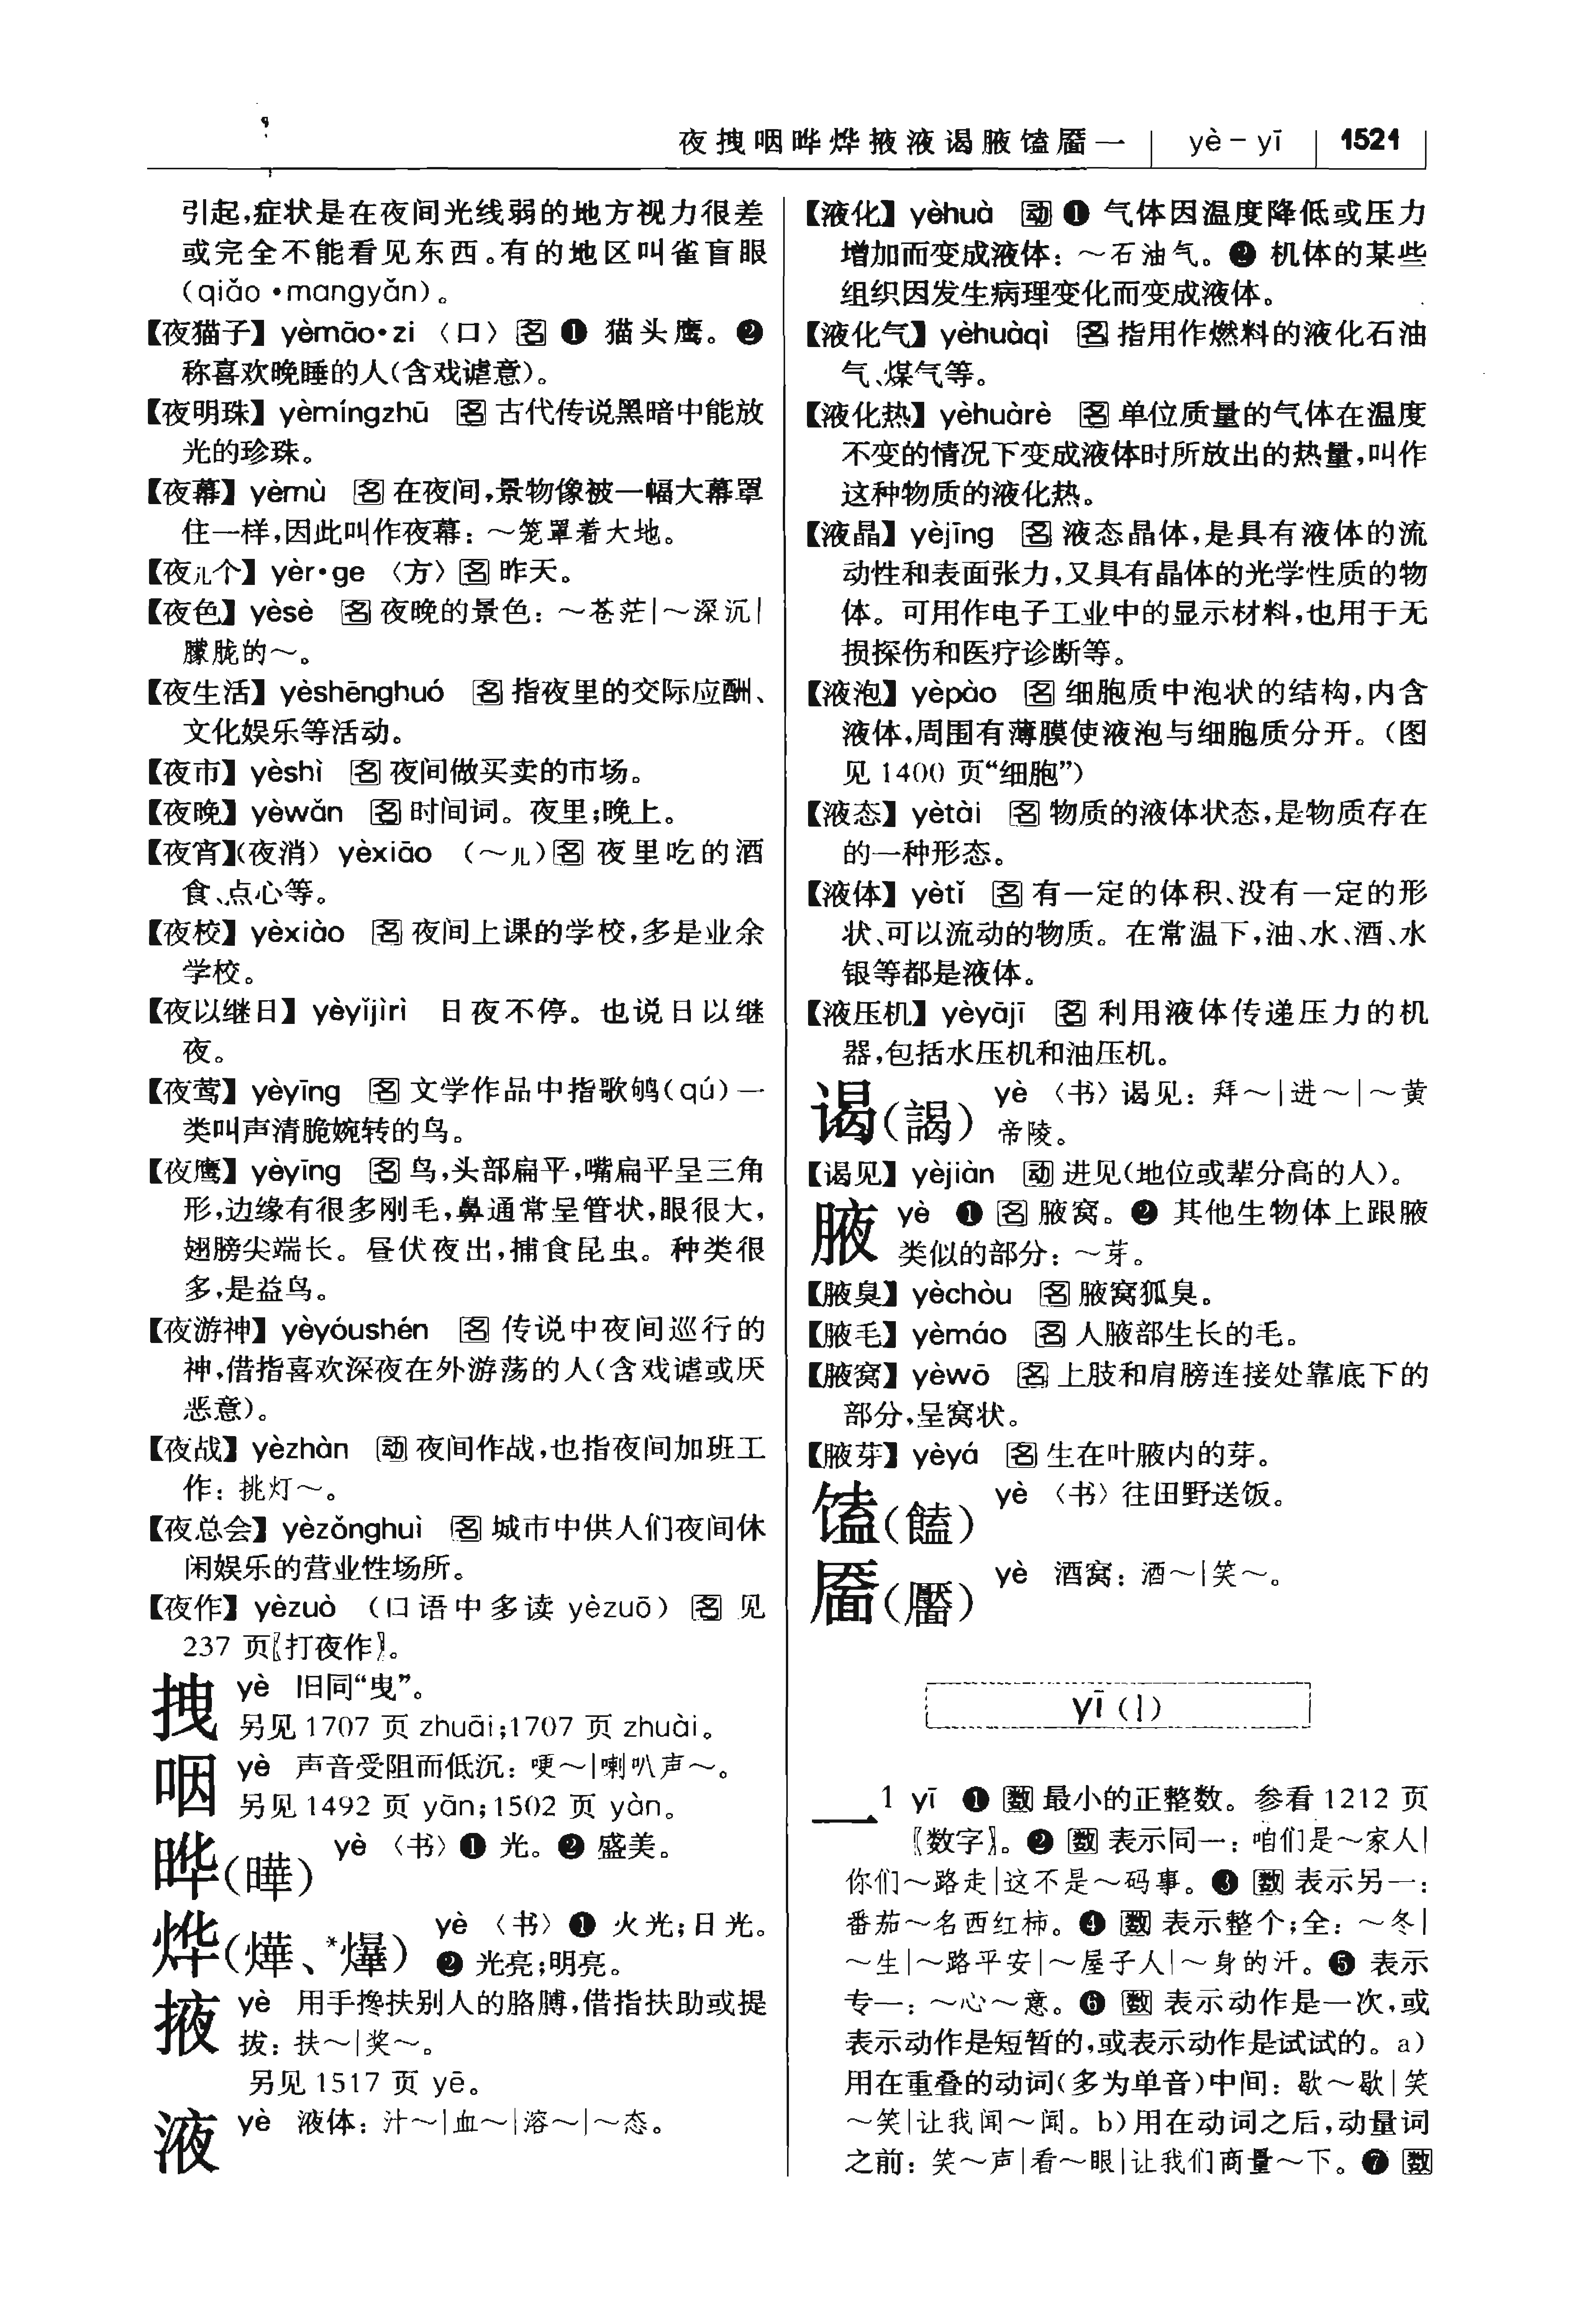 夜拽咽晔烨掖液谒腋馌靥一 yè－yī 1521
引起,症状是在夜间光线弱的地方视力很差
或完全不能看见东西。有的地区叫雀盲眼
(qiǎo·mangyǎn)。
【夜猫子】yèmāo·zi〈口〉名❶ 猫头鹰。❷
称喜欢晚睡的人(含戏谑意)。
【夜明珠】yèmíngzhū 名 古代传说黑暗中能放
光的珍珠。
【夜幕】yèmù 名 在夜间,景物像被一幅大幕罩
住一样,因此叫作夜幕：～笼罩着大地。
【夜儿个】yèr·ge〈方〉名 昨天。
【夜色】yèsè 名 夜晚的景色：～苍茫|～深沉|
朦胧的～。
【夜生活】yèshēnghuó 名 指夜里的交际应酬、
文化娱乐等活动。
【夜市】yèshì 名 夜间做买卖的市场。
【夜晚】yèwǎn 名 时间词。夜里;晚上。
【夜宵】(夜消) yèxiāo (～儿)名 夜里吃的酒
食、点心等。
【夜校】yèxiào 名 夜间上课的学校,多是业余
学校。
【夜以继日】yèyǐjìrì 日夜不停。也说日以继
夜。
【夜莺】yèyīng 名 文学作品中指歌鸲(qú)一
类叫声清脆婉转的鸟。
【夜鹰】yèyīng 名 鸟,头部扁平,嘴扁平呈三角
形,边缘有很多刚毛,鼻通常呈管状,眼很大,
翅膀尖端长。昼伏夜出,捕食昆虫。种类很
多,是益鸟。
【夜游神】yèyóushén 名 传说中夜间巡行的
神,借指喜欢深夜在外游荡的人(含戏谑或厌
恶意)。
【夜战】yèzhàn 动 夜间作战,也指夜间加班工
作：挑灯～。
【夜总会】yèzǒnghuì 名 城市中供人们夜间休
闲娱乐的营业性场所。
【夜作】yèzuò (口语中多读 yèzuō) 名 见
237 页〖打夜作〗。
拽 yè 旧同“曳”。
另见1707 页 zhuāi;1707 页 zhuài。
咽 yè 声音受阻而低沉：哽～|喇叭声～。
另见1492 页 yān;1502 页 yàn。
晔(曄) yè〈书〉❶ 光。❷ 盛美。
烨(燁、*爗) yè〈书〉❶ 火光;日光。
❷ 光亮;明亮。
掖 yè 用手搀扶别人的胳膊,借指扶助或提
拔：扶～|奖～。
另见1517 页 yē。
液 yè 液体：汁～|血～|溶～|～态。
【液化】yèhuà 动❶ 气体因温度降低或压力
增加而变成液体：～石油气。❷ 机体的某些
组织因发生病理变化而变成液体。
【液化气】yèhuàqì 名 指用作燃料的液化石油
气、煤气等。
【液化热】yèhuàrè 名 单位质量的气体在温度
不变的情况下变成液体时所放出的热量,叫作
这种物质的液化热。
【液晶】yèjīng 名 液态晶体,是具有液体的流
动性和表面张力,又具有晶体的光学性质的物
体。可用作电子工业中的显示材料,也用于无
损探伤和医疗诊断等。
【液泡】yèpào 名 细胞质中泡状的结构,内含
液体,周围有薄膜使液泡与细胞质分开。(图
见 1400 页“细胞”)
【液态】yètài 名 物质的液体状态,是物质存在
的一种形态。
【液体】yètǐ 名 有一定的体积、没有一定的形
状、可以流动的物质。在常温下,油、水、酒、水
银等都是液体。
【液压机】yèyājī 名 利用液体传递压力的机
器,包括水压机和油压机。
谒(謁) yè〈书〉谒见：拜～|进～|～黄
帝陵。
【谒见】yèjiàn 动 进见(地位或辈分高的人)。
腋 yè ❶ 名 腋窝。❷ 其他生物体上跟腋
类似的部分：～芽。
【腋臭】yèchòu 名 腋窝狐臭。
【腋毛】yèmáo 名 人腋部生长的毛。
【腋窝】yèwō 名 上肢和肩膀连接处靠底下的
部分,呈窝状。
【腋芽】yèyá 名 生在叶腋内的芽。
馌(饁) yè〈书〉往田野送饭。
靥(靨) yè 酒窝：酒～|笑～。
yī (ㄧ)
一1 yī ❶ 数 最小的正整数。参看1212 页
〖数字〗。❷ 数 表示同一：咱们是～家人|
你们～路走|这不是～码事。❸ 数 表示另一：
番茄～名西红柿。❹ 数 表示整个;全：～冬|
～生|～路平安|～屋子人|～身的汗。❺ 表示
专一：～心～意。❻ 数 表示动作是一次,或
表示动作是短暂的,或表示动作是试试的。a)
用在重叠的动词(多为单音)中间：歇～歇|笑
～笑|让我闻～闻。b)用在动词之后,动量词
之前：笑～声|看～眼|让我们商量～下。❼ 数